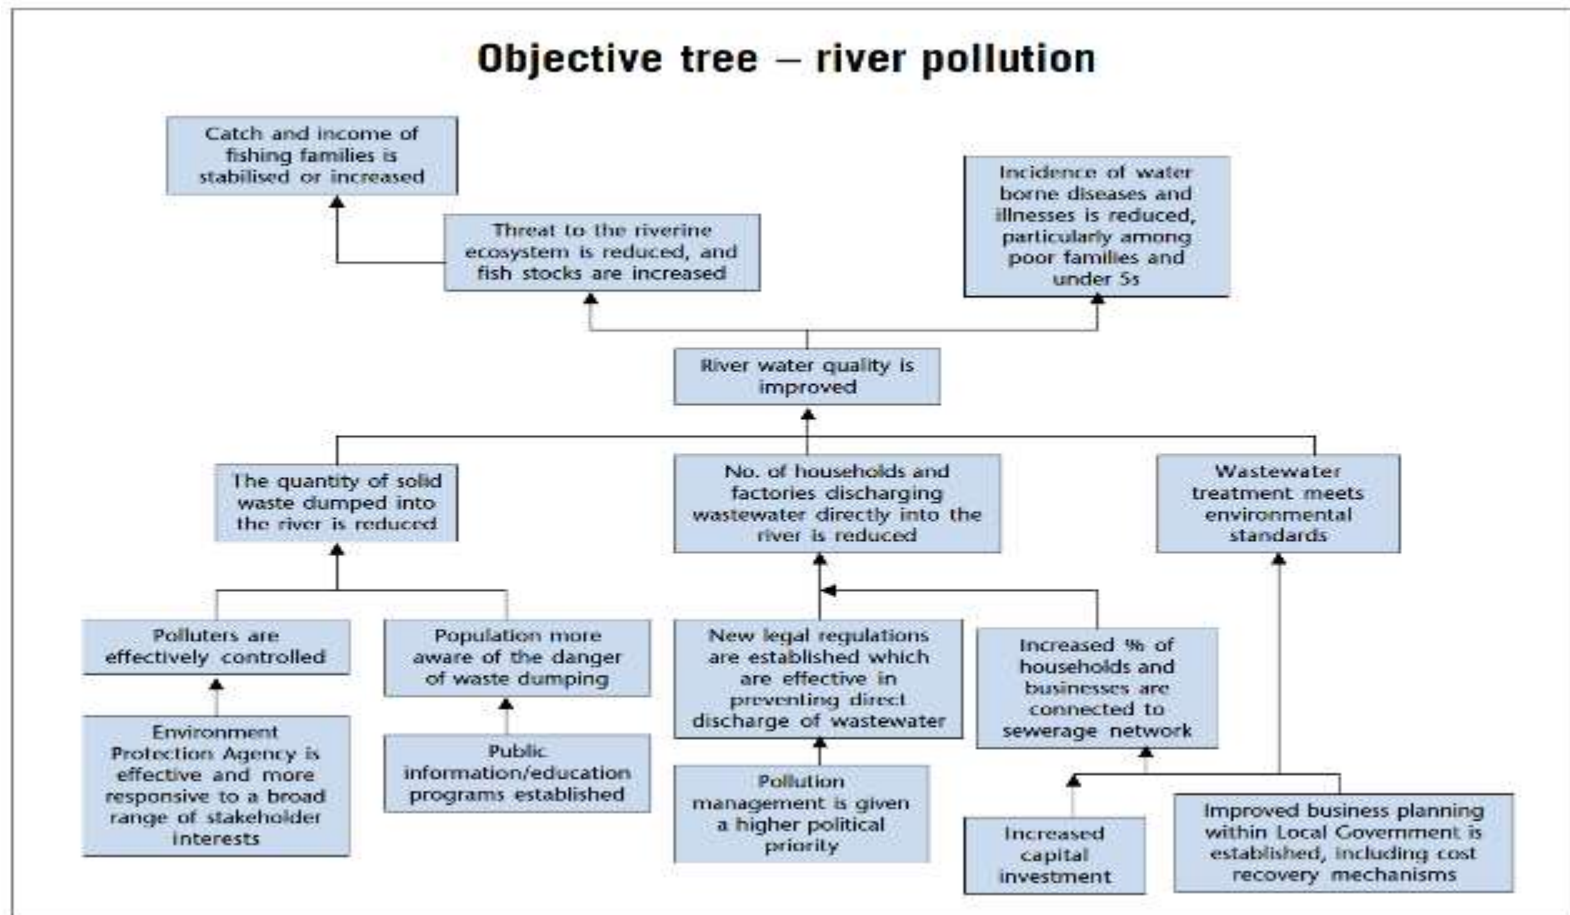 Objective tree – river pollution
Catch and income of
fishing families is
stabilised or increased
Incidence of water
borne diseases and
illnesses is reduced,
particularly among
poor families and
under 5s
Threat to the riverine
ecosystem is reduced, and
fish stocks are increased
River water quality is
improved
The quantity of solid
waste dumped into
the river is reduced
No. of households and
factories discharging
wastewater directly into the
river is reduced
Wastewater
treatment meets
environmental
standards
Polluters are
effectively controlled
Population more
aware of the danger
of waste dumping
New legal regulations
are established which
are effective in
preventing direct
discharge of wastewater
Increased % of
households and
businesses are
connected to
sewerage network
Environment
Protection Agency is
effective and more
responsive to a broad
range of stakeholder
interests
Public
information/education
programs established
Pollution
management is given
a higher political
priority
Increased
capital
investment
Improved business planning
within Local Government is
established, including cost
recovery mechanisms